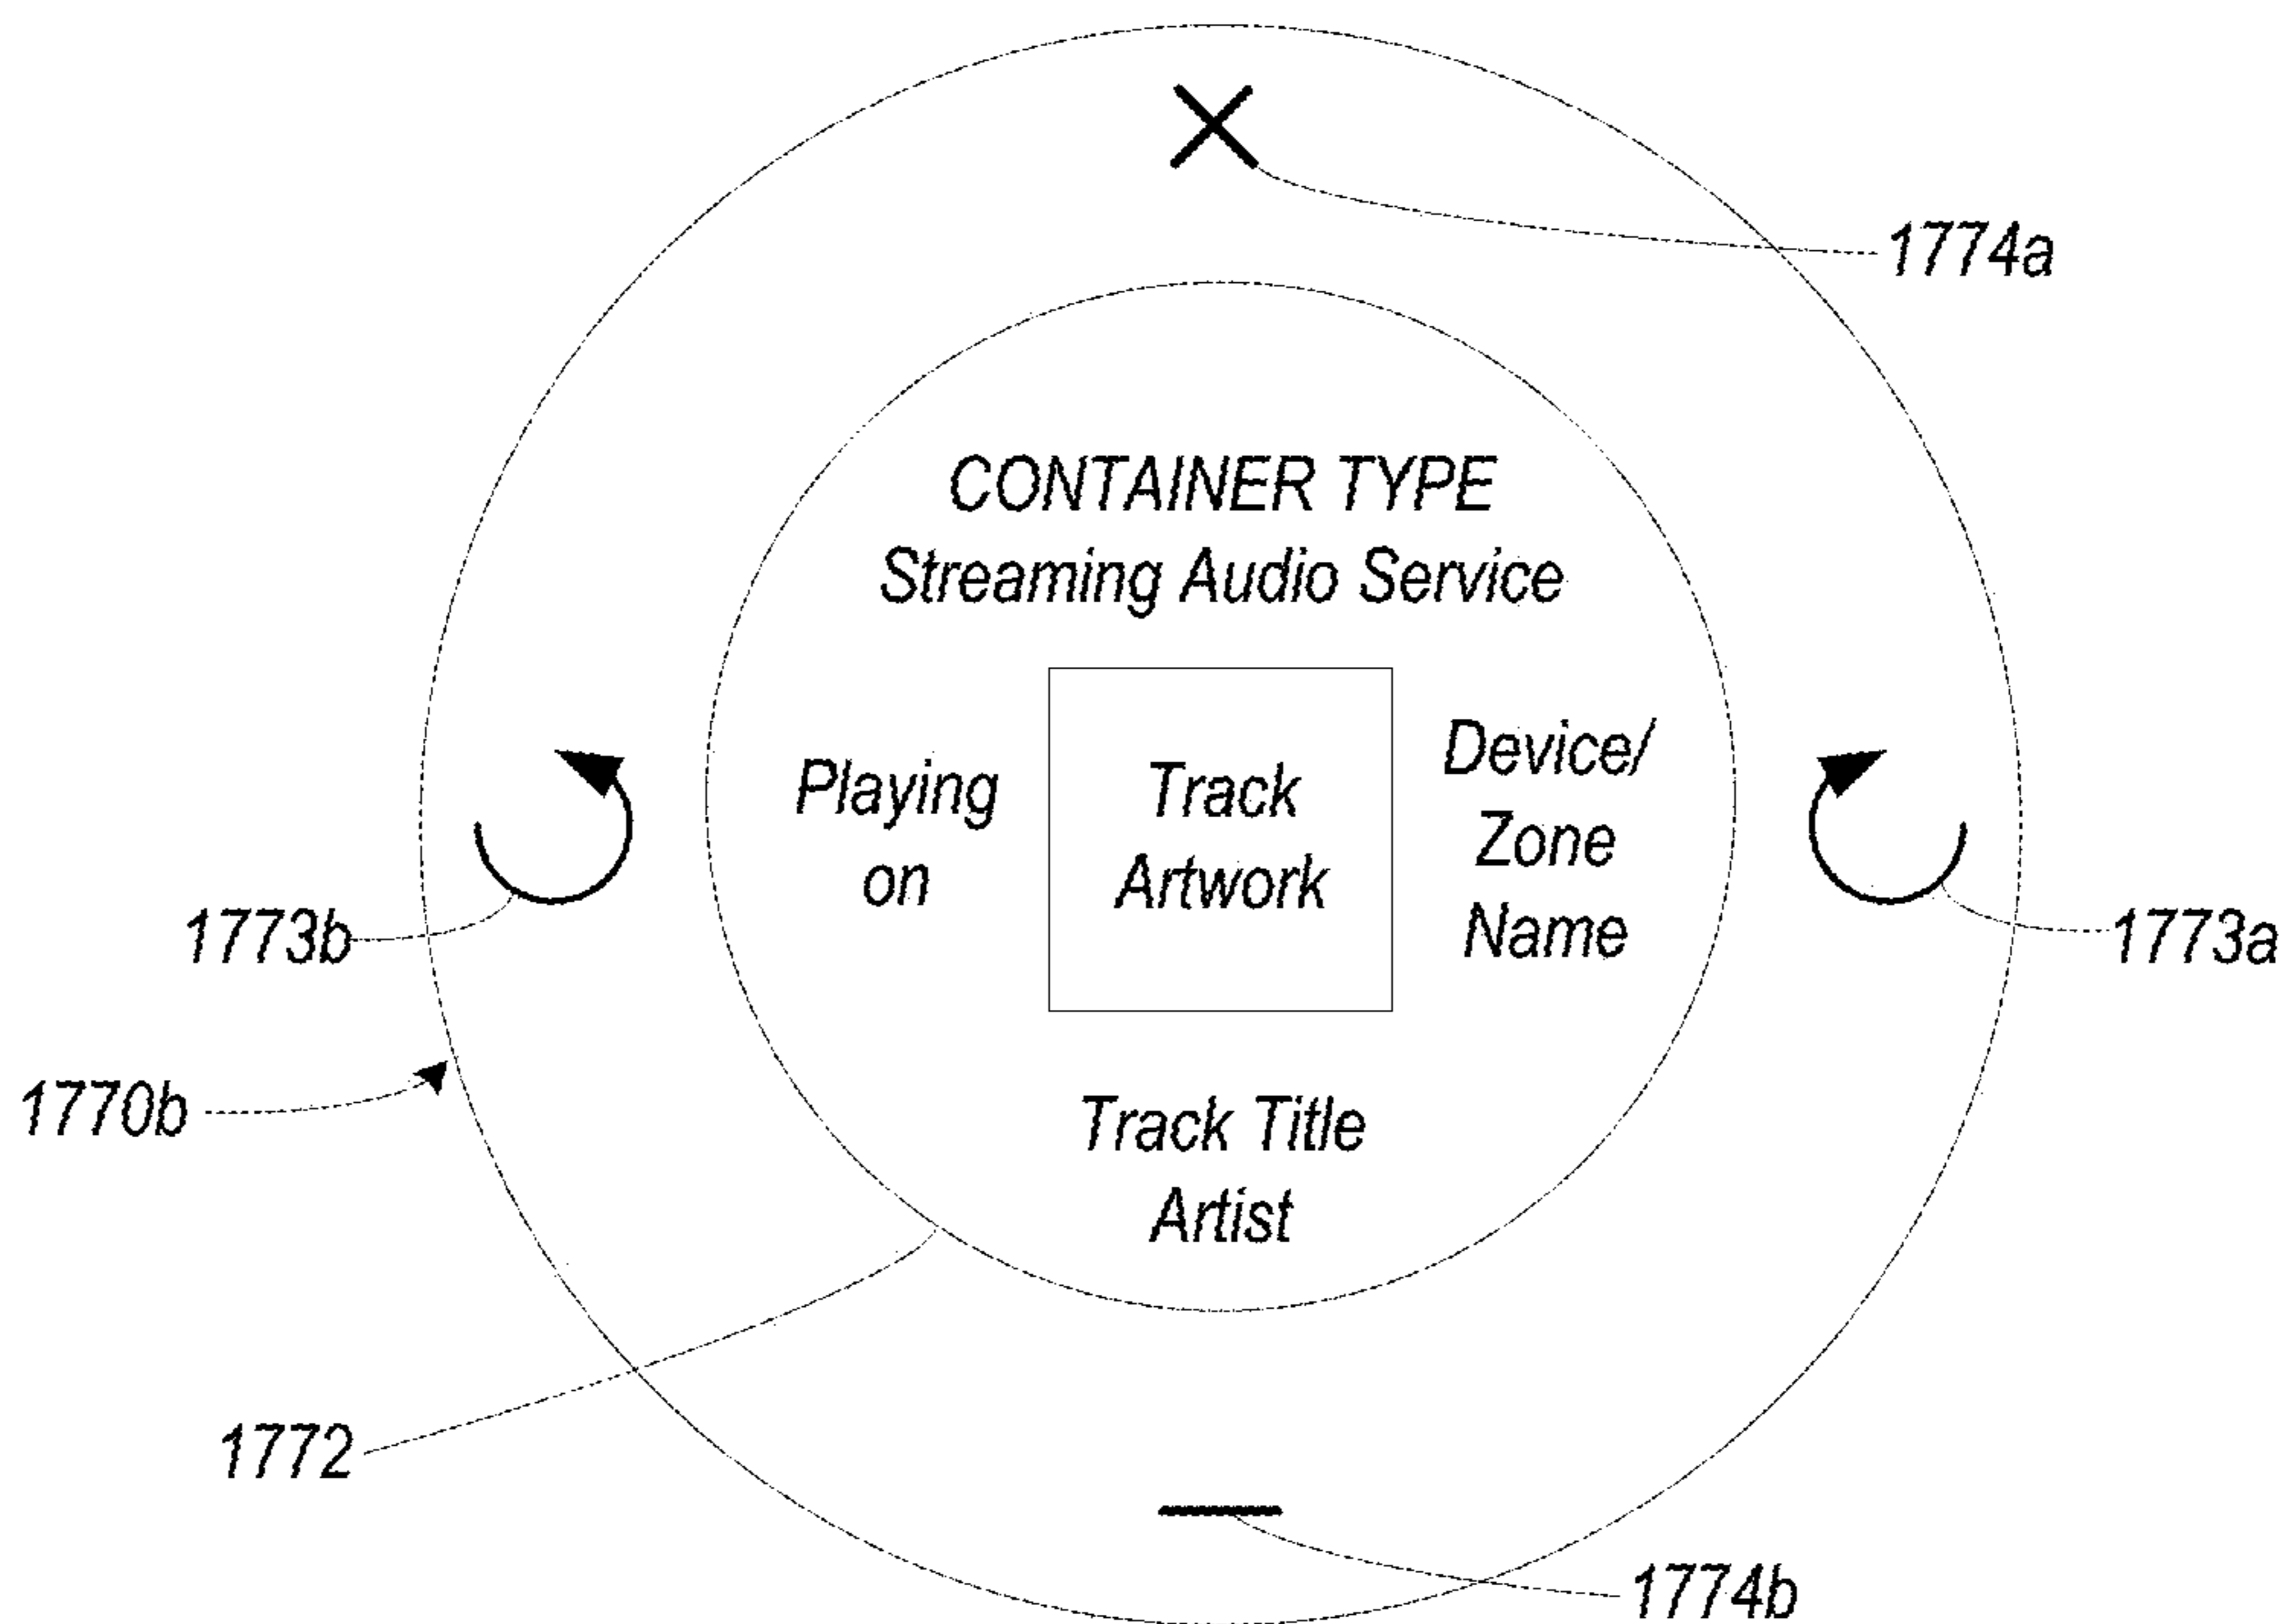 1774a
CONTAINER TYPE
Streaming Audio Service
Playing
on
Track
Artwork
Device/
Zone
Name
1773b
1773a
1770b
Track Title
Artist
1772
1774b